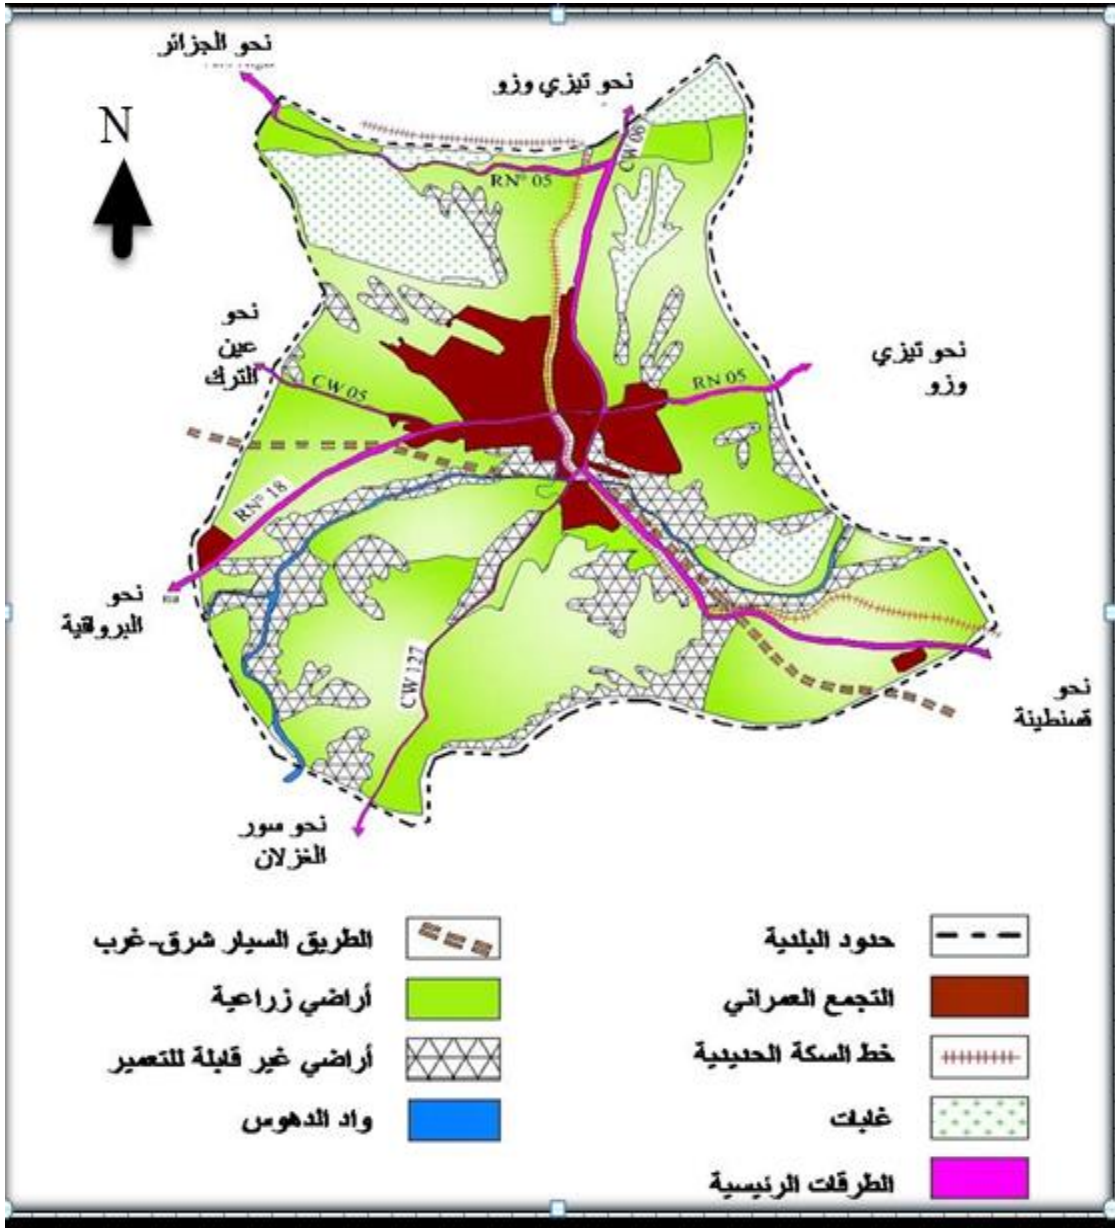 نحو الجزائر
نحو تيزي وزو
N
CW 06
RN° 05
نحو
عين
الترك
نحو تيزي
وزو
CW 05
RN 05
RN° 18
نحو
البرواقية
CW 127
نحو
قسنطينة
نحو سور
الغزلان
حدود البلدية
الطريق السيار شرق-غرب
التجمع العمراني
أراضي زراعية
خط السكة الحديدية
أراضي غير قابلة للتعمير
غابات
واد الدهوس
الطرقات الرئيسية